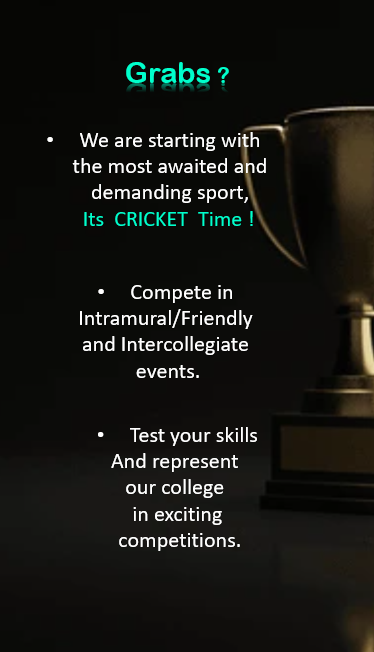 Grabs ?
• We are starting with
the most awaited and
demanding sport,
Its CRICKET Time !
• Compete in
Intramural/Friendly
and Intercollegiate
events.
• Test your skills
And represent
our college
in exciting
competitions.